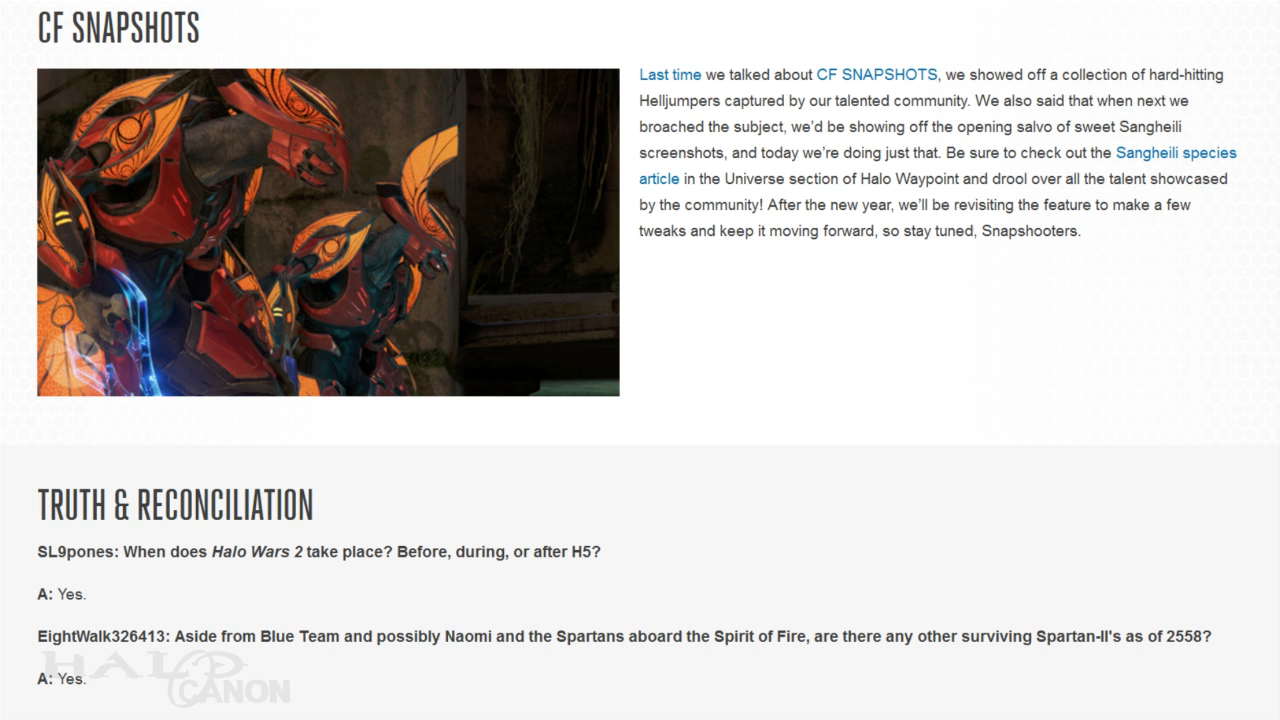 CF SNAPSHOTS
Last time we talked about CF SNAPSHOTS, we showed off a collection of hard-hitting
Helljumpers captured by our talented community. We also said that when next we
broached the subject, we'd be showing off the opening salvo of sweet Sangheili
screenshots, and today we're doing just that. Be sure to check out the Sangheili species
article in the Universe section of Halo Waypoint and drool over all the talent showcased
by the community! After the new year, we'll be revisiting the feature to make a few
tweaks and keep it moving forward, so stay tuned, Snapshooters.
TRUTH & RECONCILIATION
SL9pones: When does Halo Wars 2 take place? Before, during, or after H5?
A: Yes.
EightWalk326413: Aside from Blue Team and possibly Naomi and the Spartans aboard the Spirit of Fire, are there any other surviving Spartan-II's as of 2558?
A: Yes.
HALO
CANON